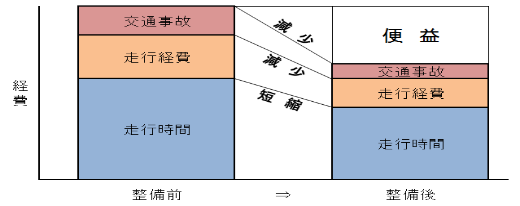 交通事故
走行経費
走行時間
経費
減少
減少
短縮
便益
交通事故
走行経費
走行時間
整備前
⇒
整備後